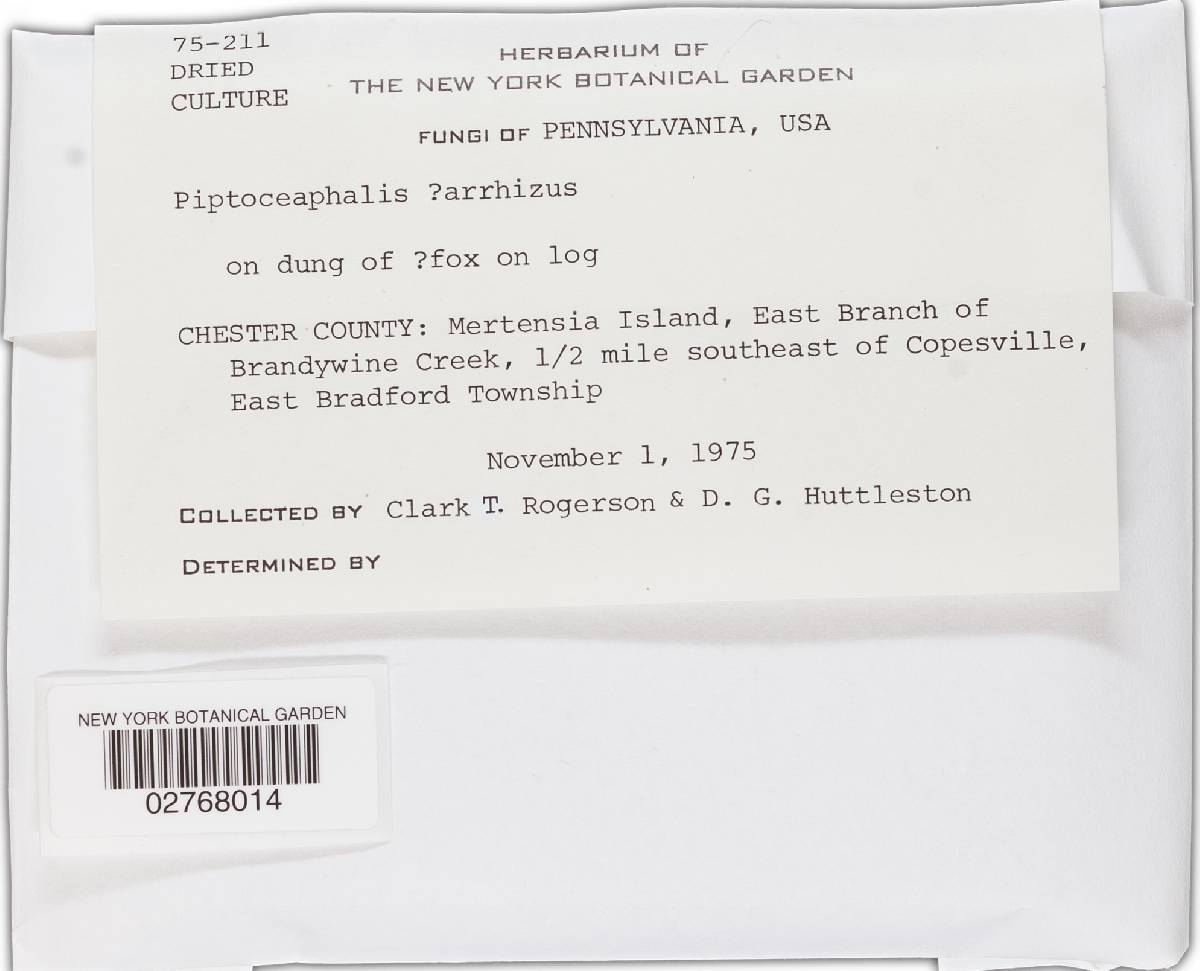 75-211
DRIED
CULTURE
HERBARIUM OF
THE NEW YORK BOTANICAL GARDEN
FUNGI OF PENNSYLVANIA, USA
Piptoceaphalis ?arrhizus
on dung of ?fox on log
CHESTER COUNTY: Mertensia Island, East Branch of
Brandywine Creek, 1/2 mile southeast of Copesville,
East Bradford Township
November 1, 1975
COLLECTED BY Clark T. Rogerson & D. G. Huttleston
DETERMINED BY
NEW YORK BOTANICAL GARDEN
02768014